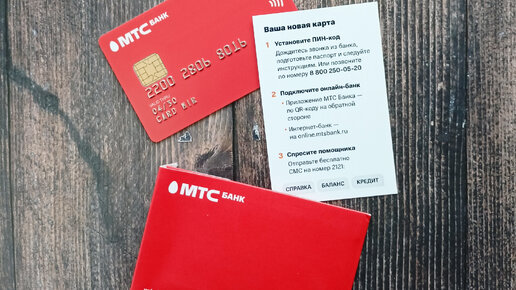 МТС БАНК
2200 2806 8016
04/30
CARD MIR
Ваша новая карта
1 Установите ПИН-код
Дождитесь звонка из банка,
подготовьте паспорт и следуйте
инструкциям. Или позвоните
по номеру 8 800 250-05-20
2 Подключите онлайн-банк
• Приложение МТС Банка —
по QR-коду на обратной
стороне
• Интернет-банк —
на online.mtsbank.ru
3 Спросите помощника
Отправьте бесплатно
СМС на номер 2121:
СПРАВКА БАЛАНС КРЕДИТ
МТС БАНК